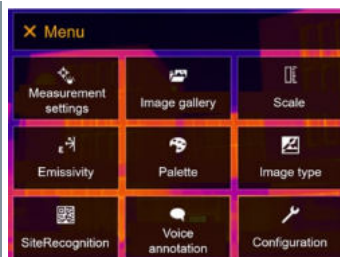 × Menu
Measurement
settings
Image gallery
Scale
Emissivity
Palette
Image type
SiteRecognition
Voice
annotation
Configuration